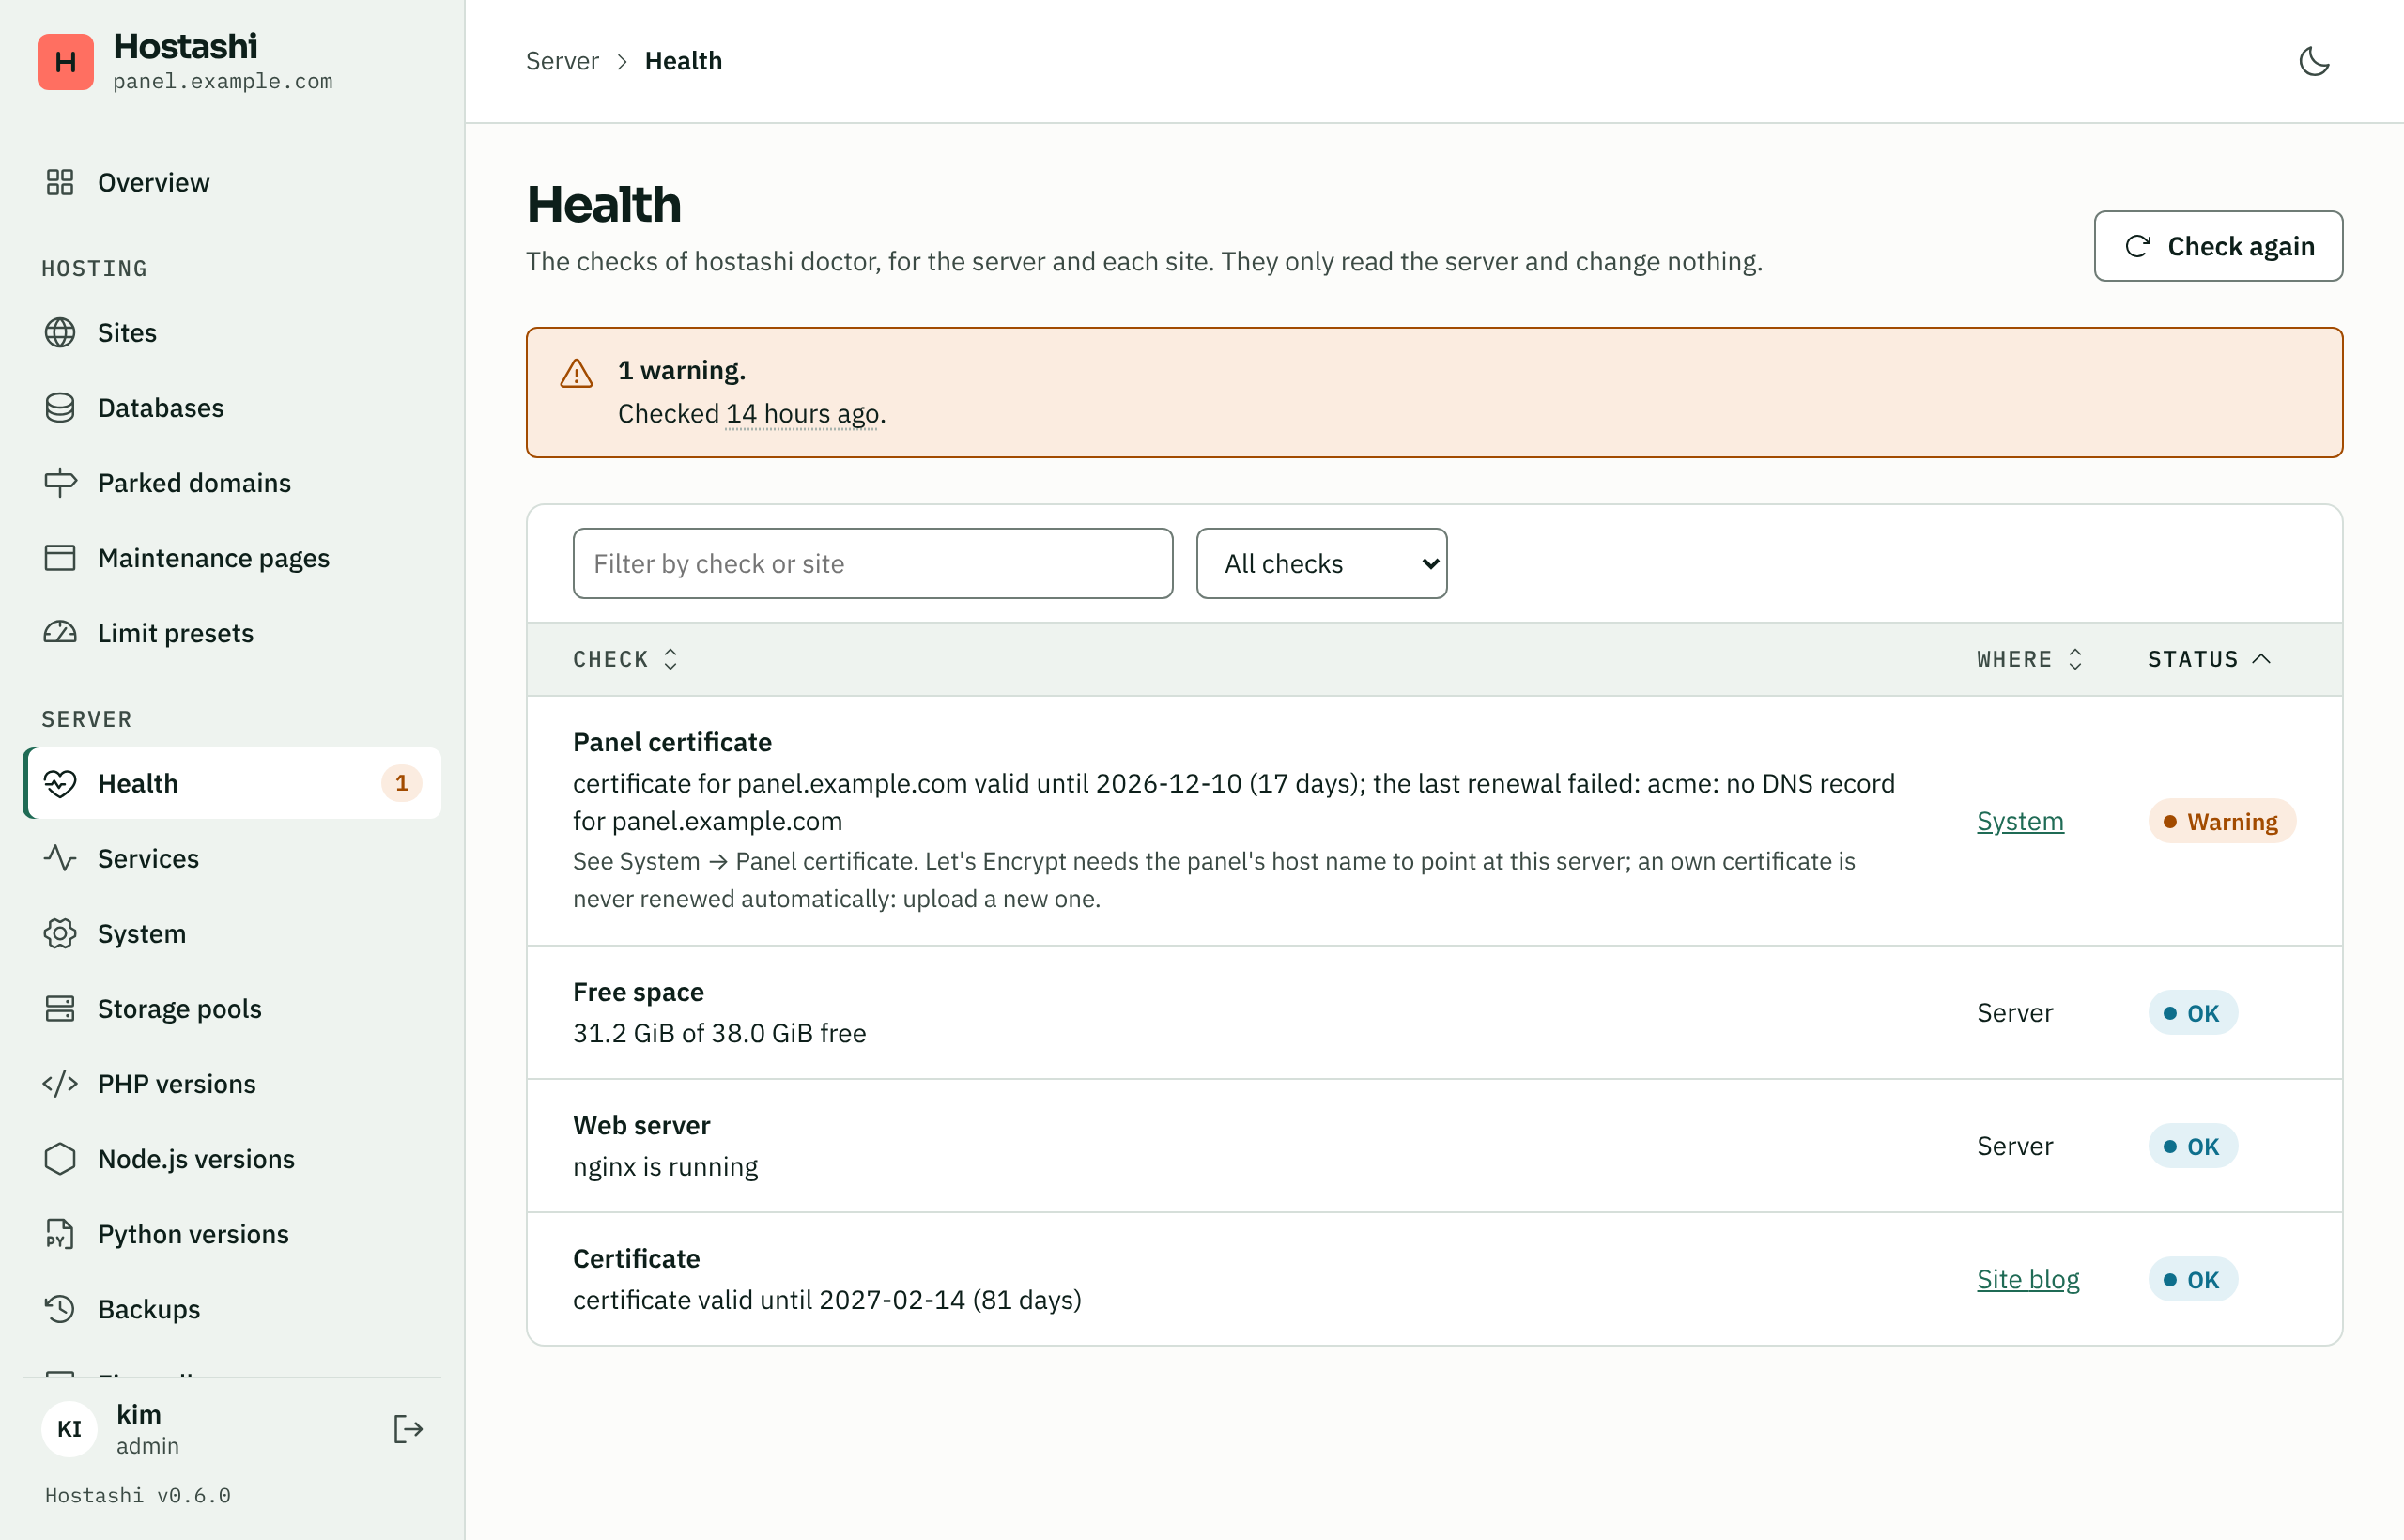 H
Hostashi
panel.example.com
Overview
HOSTING
Sites
Databases
Parked domains
Maintenance pages
Limit presets
SERVER
Health 1
Services
System
Storage pools
PHP versions
Node.js versions
PY Python versions
Backups
KI
kim
admin
Hostashi v0.6.0
Server > Health
Health
The checks of hostashi doctor, for the server and each site. They only read the server and change nothing.
Check again
1 warning.
Checked 14 hours ago.
Filter by check or site
All checks
CHECK WHERE STATUS
Panel certificate
certificate for panel.example.com valid until 2026-12-10 (17 days); the last renewal failed: acme: no DNS record
for panel.example.com
See System → Panel certificate. Let's Encrypt needs the panel's host name to point at this server; an own certificate is
never renewed automatically: upload a new one.
System
Warning
Free space
31.2 GiB of 38.0 GiB free
Server
OK
Web server
nginx is running
Server
OK
Certificate
certificate valid until 2027-02-14 (81 days)
Site blog
OK